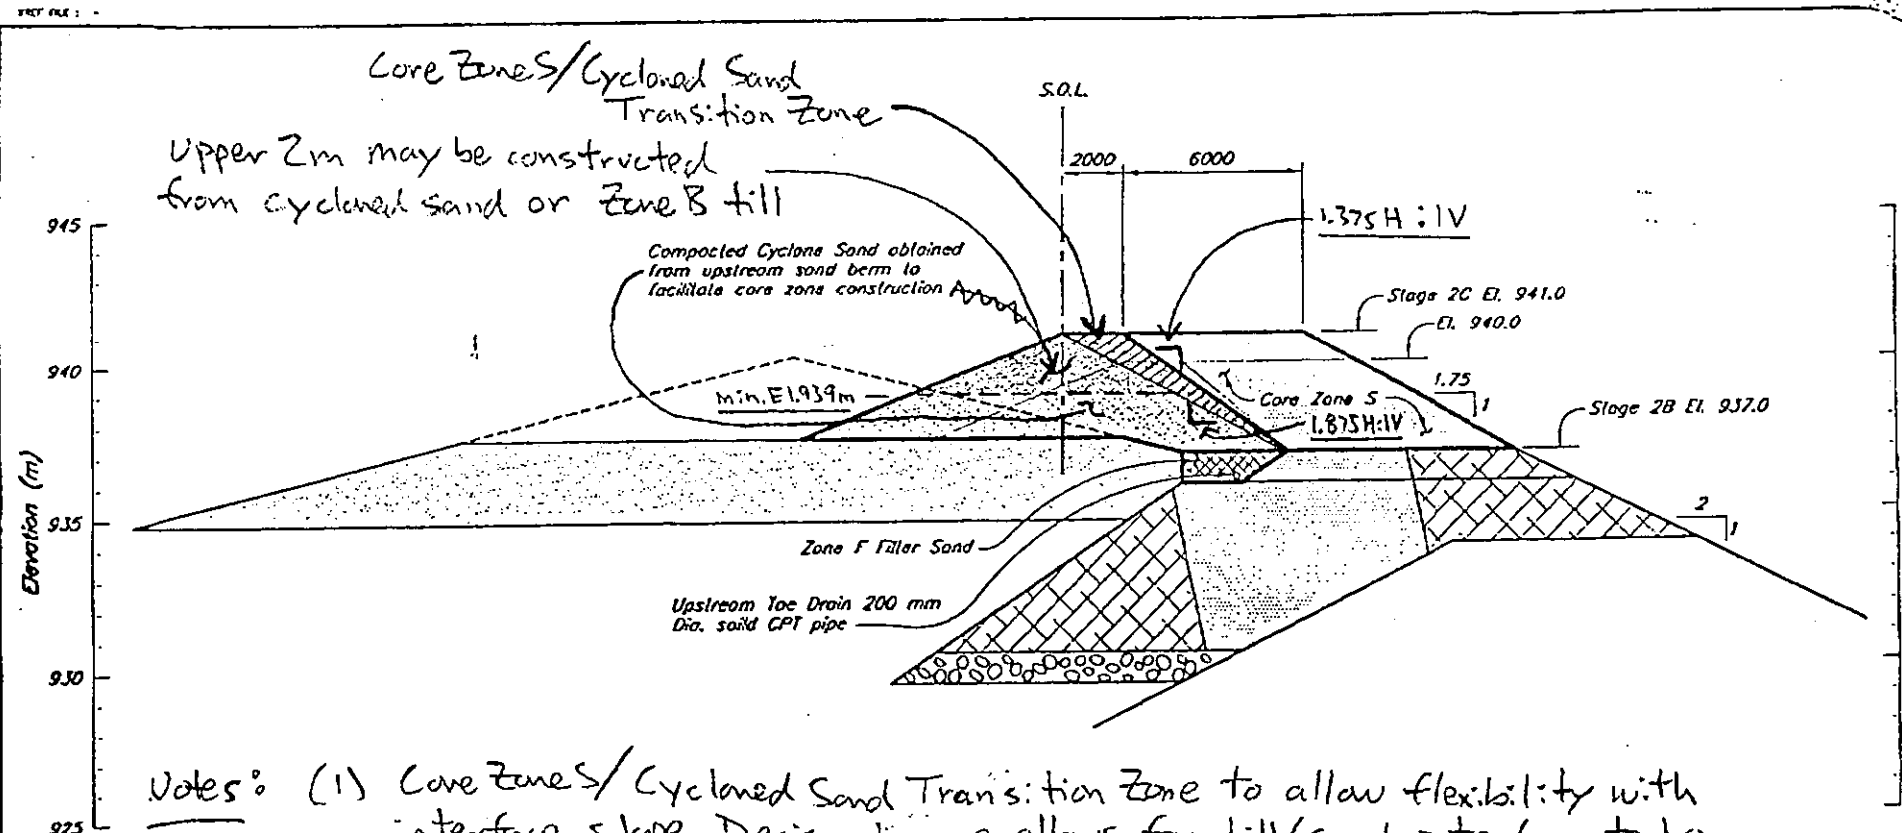 Core Zone S/Cycloned Sand
Transition Zone
S.O.L.
Upper 2m may be constructed
from cycloned sand or Zone B till
2000
6000
1.375H:1V
945
Compacted Cyclone Sand obtained
from upstream sand berm to
facilitate core zone construction
Stage 2C El. 941.0
El. 940.0
940
1.75
1
min. El.939m
Core Zone S
1.875H:1V
Stage 2B El. 937.0
Elevation (m)
935
2
1
Zone F Filter Sand
Upstream Toe Drain 200 mm
Dia. solid CPT pipe
930
Notes: (1) Core Zone S/Cycloned Sand Transition Zone to allow flexibility with
925
interface slope.